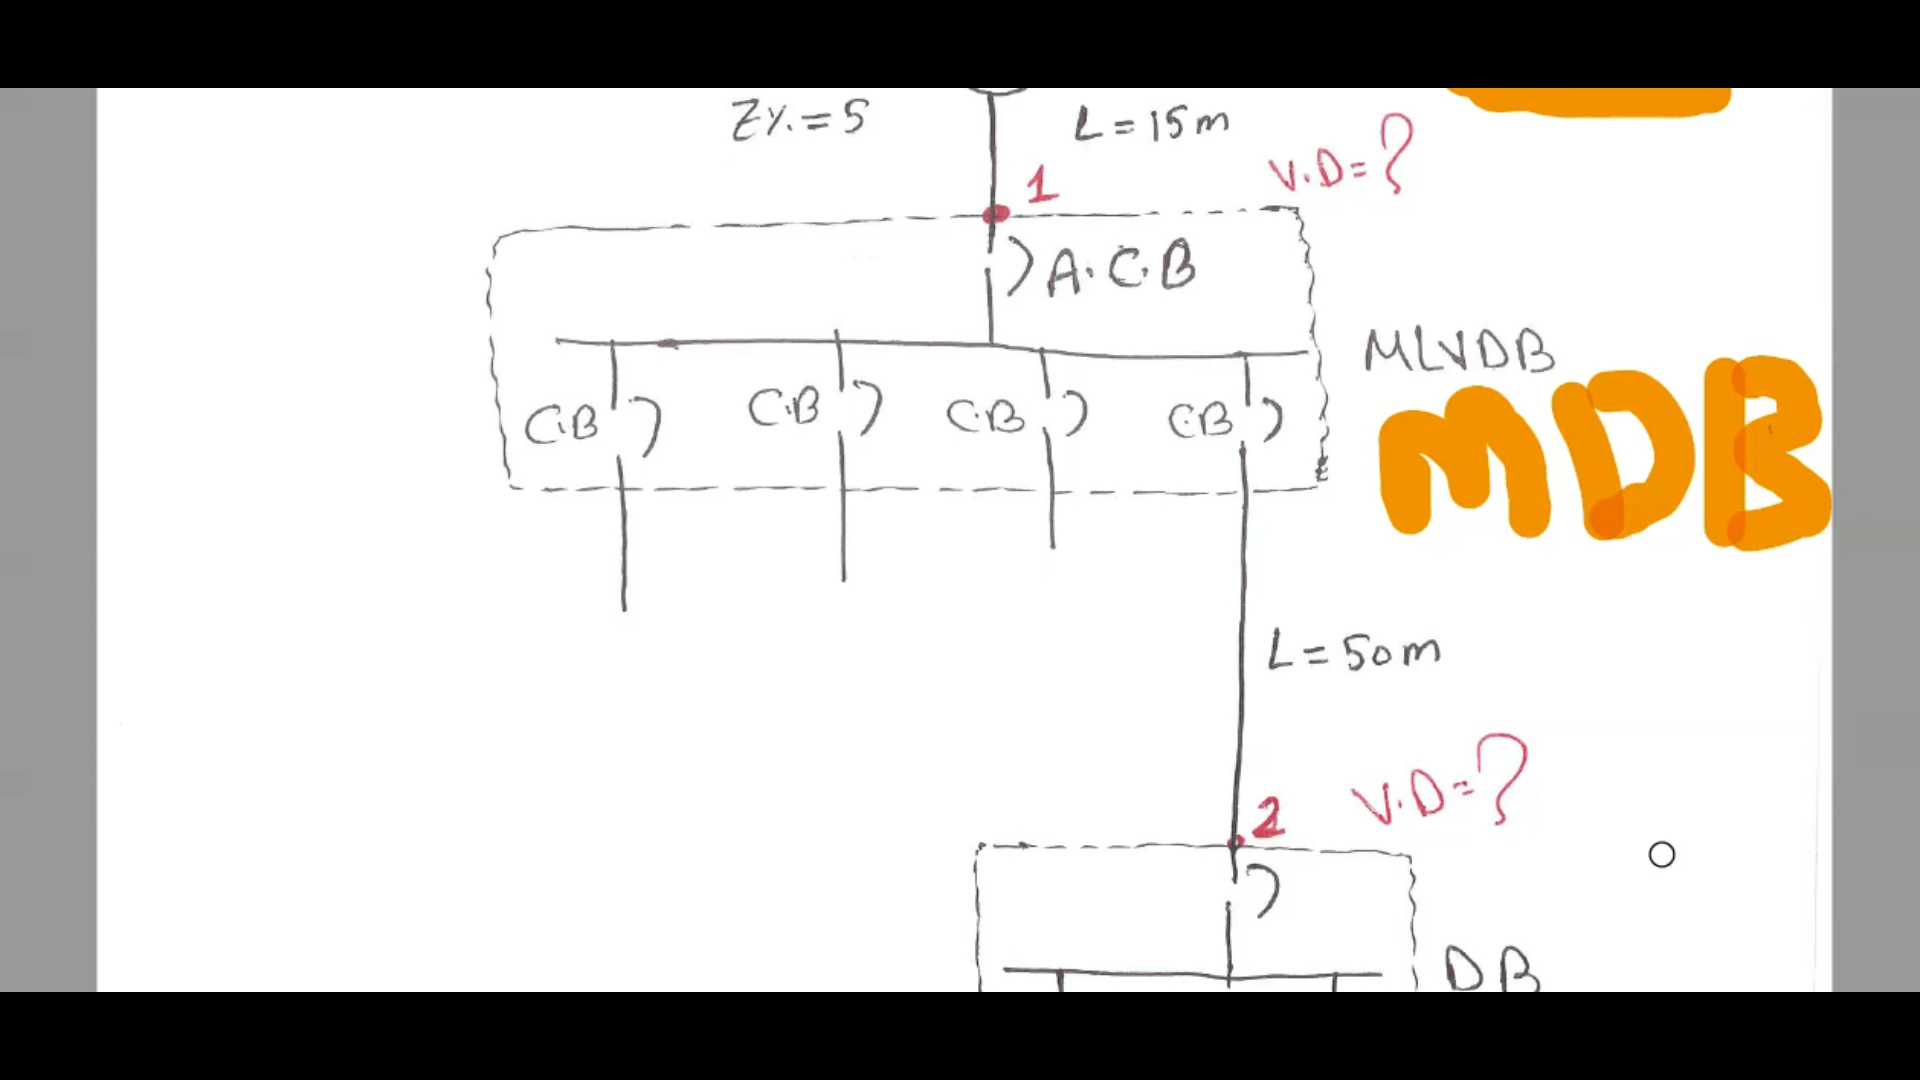 Z%.=5
L=15m
V.D=?
1
A.C.B
MLVDB
MDB
C.B
C.B
C.B
C.B
L=50m
V.D=?
2
DB